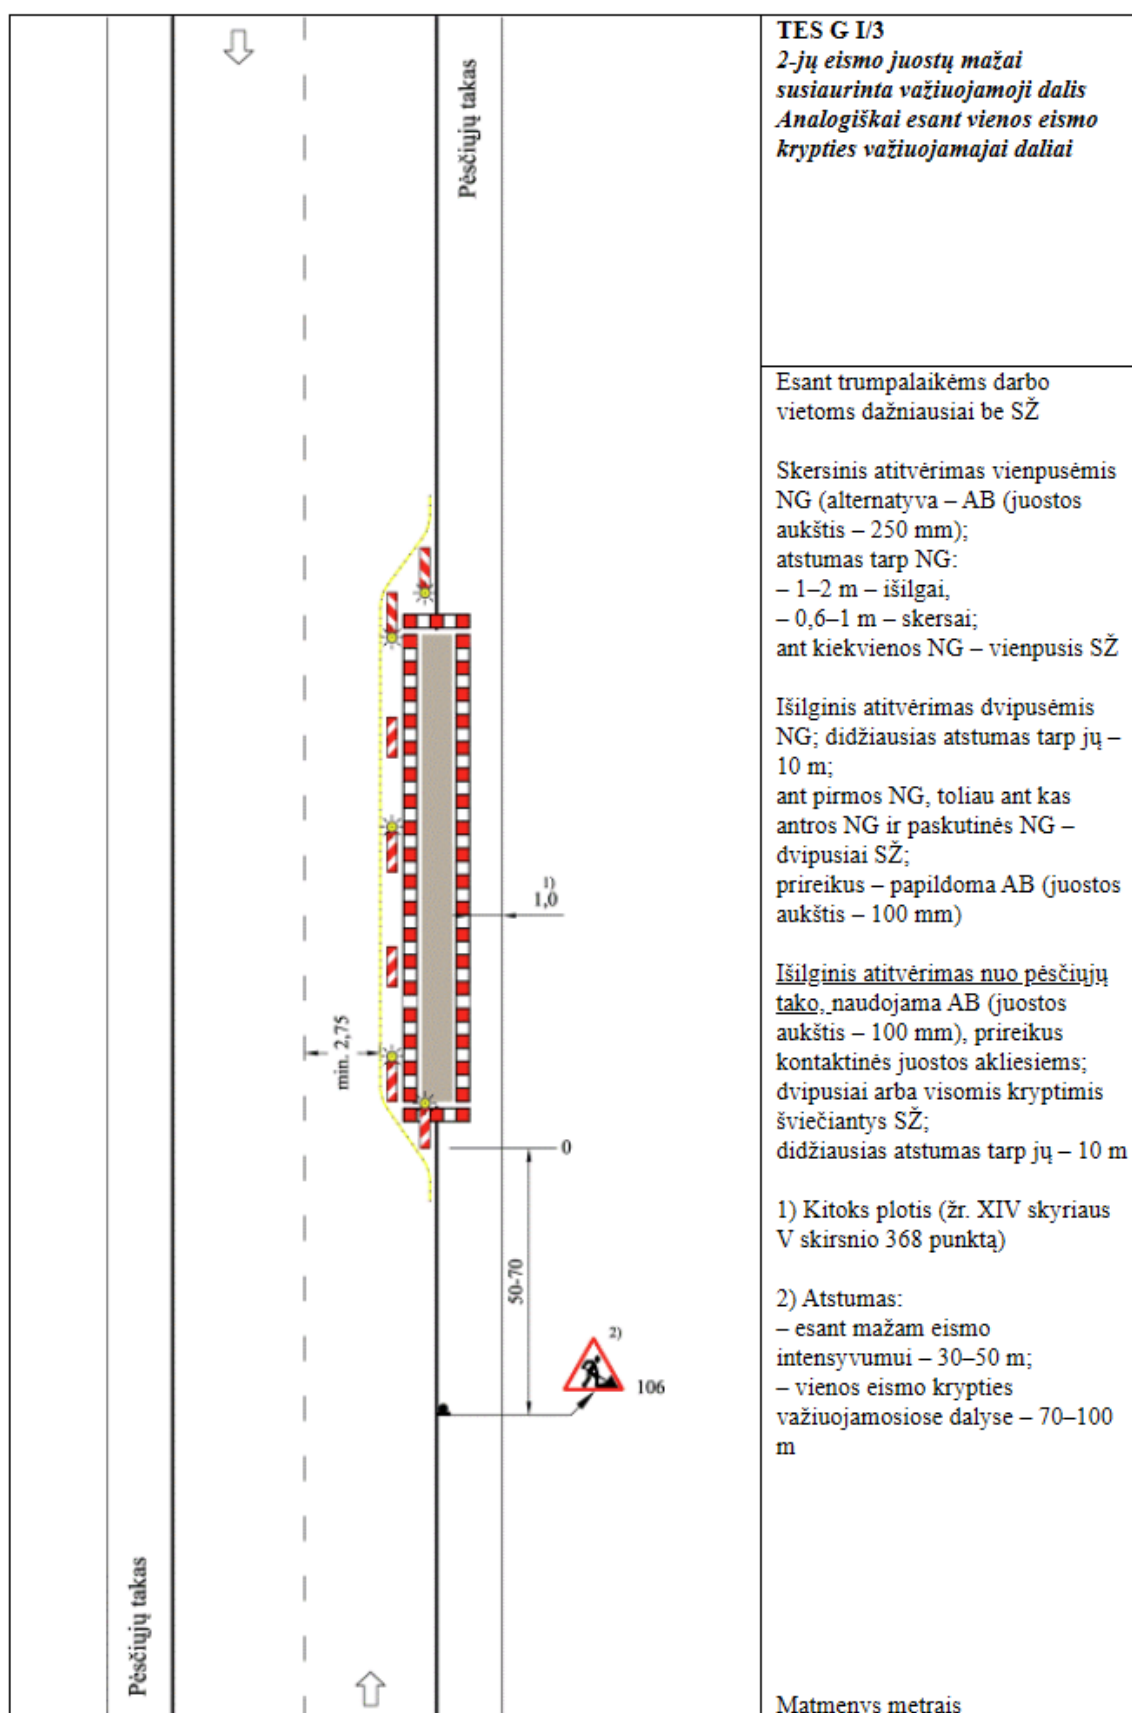 TES G I/3
2-jų eismo juostų mažai
susiaurinta važiuojamoji dalis
Analogiškai esant vienos eismo
krypties važiuojamajai daliai
Esant trumpalaikėms darbo
vietoms dažniausiai be SŽ
Skersinis atitvėrimas vienpusėmis
NG (alternatyva – AB (juostos
aukštis – 250 mm);
atstumas tarp NG:
– 1–2 m – išilgai,
– 0,6–1 m – skersai;
ant kiekvienos NG – vienpusis SŽ
Išilginis atitvėrimas dvipusėmis
NG; didžiausias atstumas tarp jų –
10 m;
ant pirmos NG, toliau ant kas
antros NG ir paskutinės NG –
dvipusiai SŽ;
prireikus – papildoma AB (juostos
aukštis – 100 mm)
Išilginis atitvėrimas nuo pėsčiųjų
tako, naudojama AB (juostos
aukštis – 100 mm), prireikus
kontaktinės juostos akliesiems;
dvipusiai arba visomis kryptimis
šviečiantys SŽ;
didžiausias atstumas tarp jų – 10 m
1) Kitoks plotis (žr. XIV skyriaus
V skirsnio 368 punktą)
2) Atstumas:
– esant mažam eismo
intensyvumui – 30–50 m;
– vienos eismo krypties
važiuojamosiose dalyse – 70–100
m
Matmenys metrais
Pėsčiųjų takas
1)
1,0
min. 2,75
0
50-70
2)
106
Pėsčiųjų takas